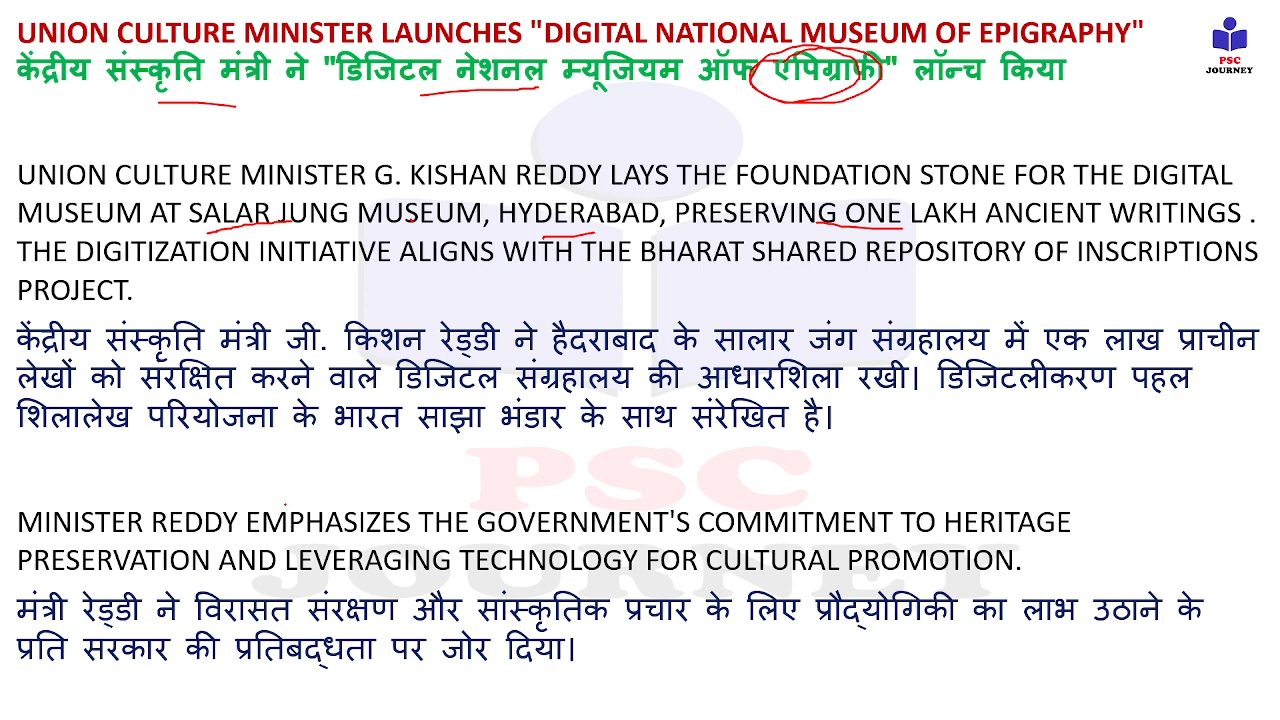 UNION CULTURE MINISTER LAUNCHES "DIGITAL NATIONAL MUSEUM OF EPIGRAPHY"
केंद्रीय संस्कृति मंत्री ने "डिजिटल नेशनल म्यूजियम ऑफ एपिग्राफी" लॉन्च किया
PSC
JOURNEY
UNION CULTURE MINISTER G. KISHAN REDDY LAYS THE FOUNDATION STONE FOR THE DIGITAL
MUSEUM AT SALAR JUNG MUSEUM, HYDERABAD, PRESERVING ONE LAKH ANCIENT WRITINGS .
THE DIGITIZATION INITIATIVE ALIGNS WITH THE BHARAT SHARED REPOSITORY OF INSCRIPTIONS
PROJECT.
केंद्रीय संस्कृति मंत्री जी. किशन रेड्डी ने हैदराबाद के सालार जंग संग्रहालय में एक लाख प्राचीन
लेखों को संरक्षित करने वाले डिजिटल संग्रहालय की आधारशिला रखी। डिजिटलीकरण पहल
शिलालेख परियोजना के भारत साझा भंडार के साथ संरेखित है।
PSC
JOURNEY
MINISTER REDDY EMPHASIZES THE GOVERNMENT'S COMMITMENT TO HERITAGE
PRESERVATION AND LEVERAGING TECHNOLOGY FOR CULTURAL PROMOTION.
मंत्री रेड्डी ने विरासत संरक्षण और सांस्कृतिक प्रचार के लिए प्रौद्योगिकी का लाभ उठाने के
प्रति सरकार की प्रतिबद्धता पर जोर दिया।